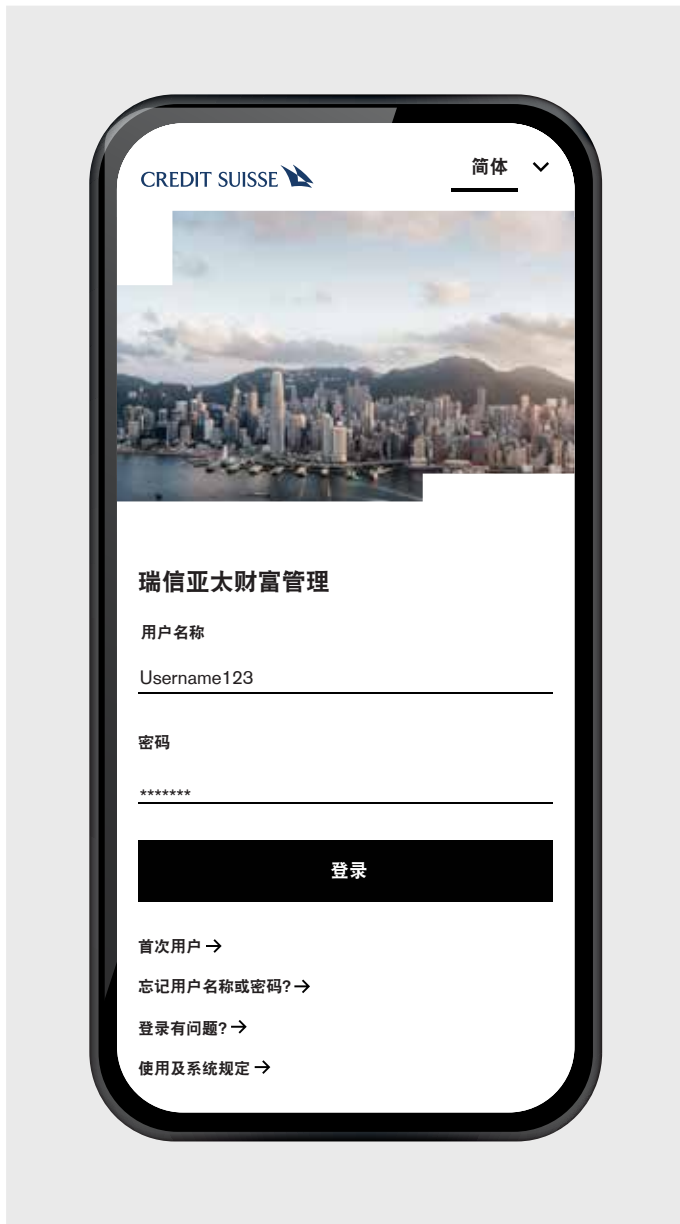 CREDIT SUISSE
简体
瑞信亚太财富管理
用户名称
Username123
密码
*******
登录
首次用户→
忘记用户名称或密码?→
登录有问题?→
使用及系统规定→